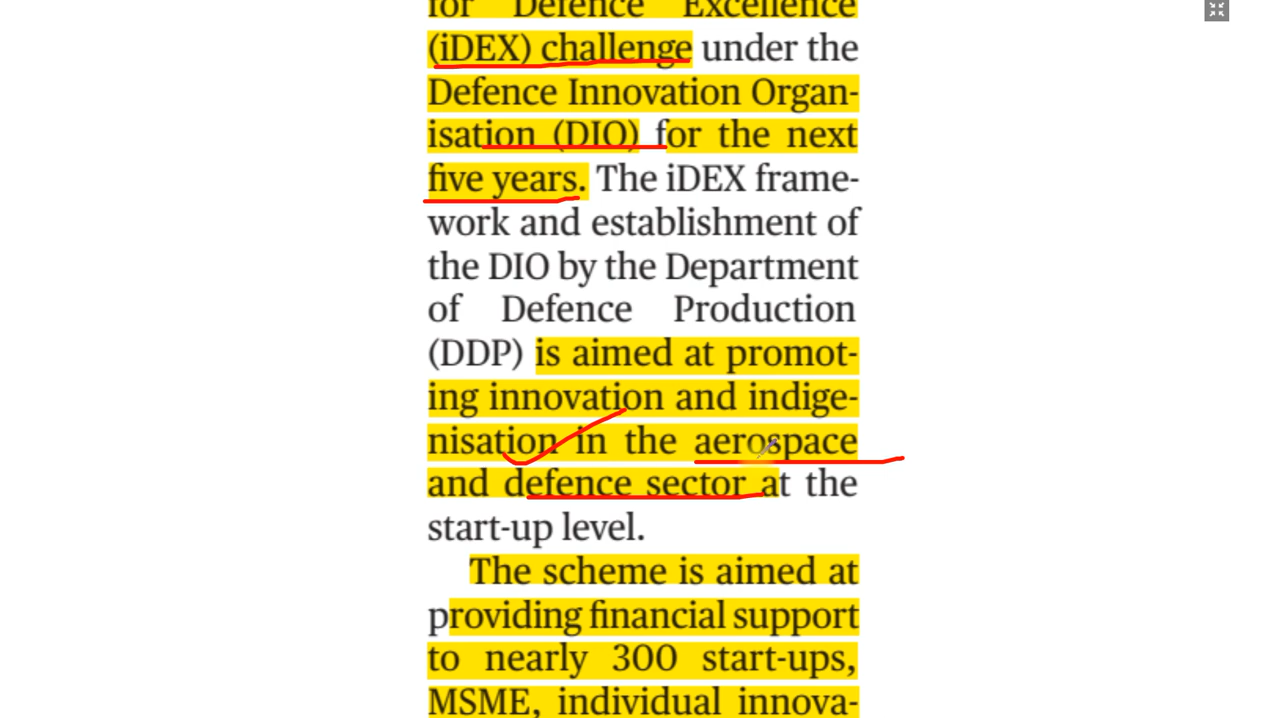 for Defence Excellence
(iDEX) challenge under the
Defence Innovation Organ-
isation (DIO) for the next
five years. The iDEX frame-
work and establishment of
the DIO by the Department
of Defence Production
(DDP) is aimed at promot-
ing innovation and indige-
nisation in the aerospace
and defence sector at the
start-up level.
The scheme is aimed at
providing financial support
to nearly 300 start-ups,
MSME, individual innova-